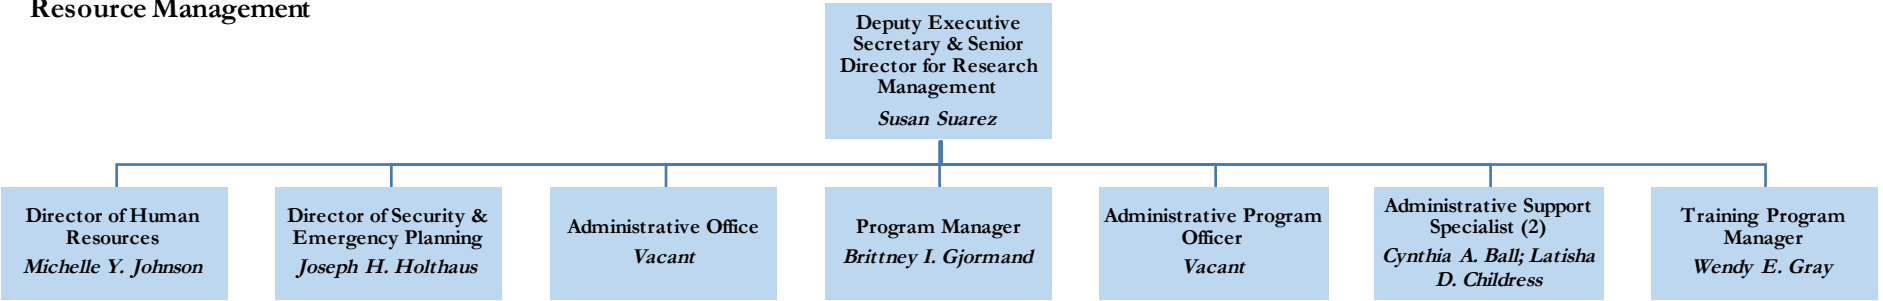 Resource Management
Deputy Executive
Secretary & Senior
Director for Research
Management
Susan Suarez
Director of Human
Resources
Michelle Y. Johnson
Director of Security &
Emergency Planning
Joseph H. Holthaus
Administrative Office
Vacant
Program Manager
Brittney I. Gjormand
Administrative Program
Officer
Vacant
Administrative Support
Specialist (2)
Cynthia A. Ball; Latisha
D. Childress
Training Program
Manager
Wendy E. Gray